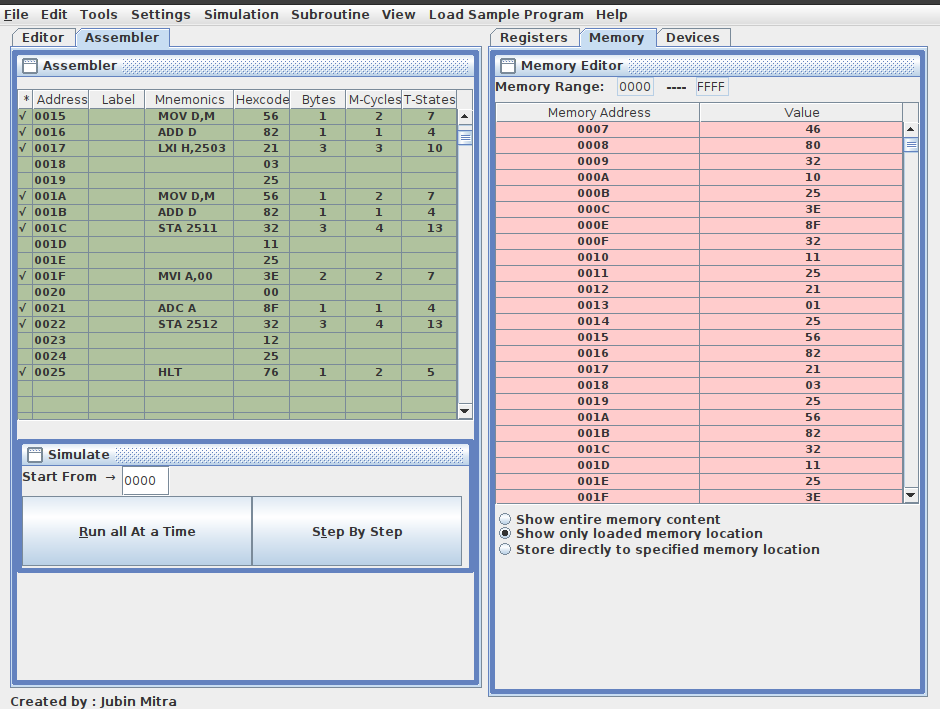 File Edit Tools Settings Simulation Subroutine View Load Sample Program Help
Editor Assembler
Assembler
* Address Label Mnemonics Hexcode Bytes M-Cycles T-States
√ 0015 MOV D,M 56 1 2 7
√ 0016 ADD D 82 1 1 4
√ 0017 LXI H,2503 21 3 3 10
0018 03
0019 25
√ 001A MOV D,M 56 1 2 7
√ 001B ADD D 82 1 1 4
√ 001C STA 2511 32 3 4 13
001D 11
001E 25
√ 001F MVI A,00 3E 2 2 7
0020 00
√ 0021 ADC A 8F 1 1 4
√ 0022 STA 2512 32 3 4 13
0023 12
0024 25
√ 0025 HLT 76 1 2 5
Simulate
Start From → 0000
Run all At a Time Step By Step
Registers Memory Devices
Memory Editor
Memory Range: 0000 ---- FFFF
Memory Address Value
0007 46
0008 80
0009 32
000A 10
000B 25
000C 3E
000E 8F
000F 32
0010 11
0011 25
0012 21
0013 01
0014 25
0015 56
0016 82
0017 21
0018 03
0019 25
001A 56
001B 82
001C 32
001D 11
001E 25
001F 3E
Show entire memory content
Show only loaded memory location
Store directly to specified memory location
Created by : Jubin Mitra